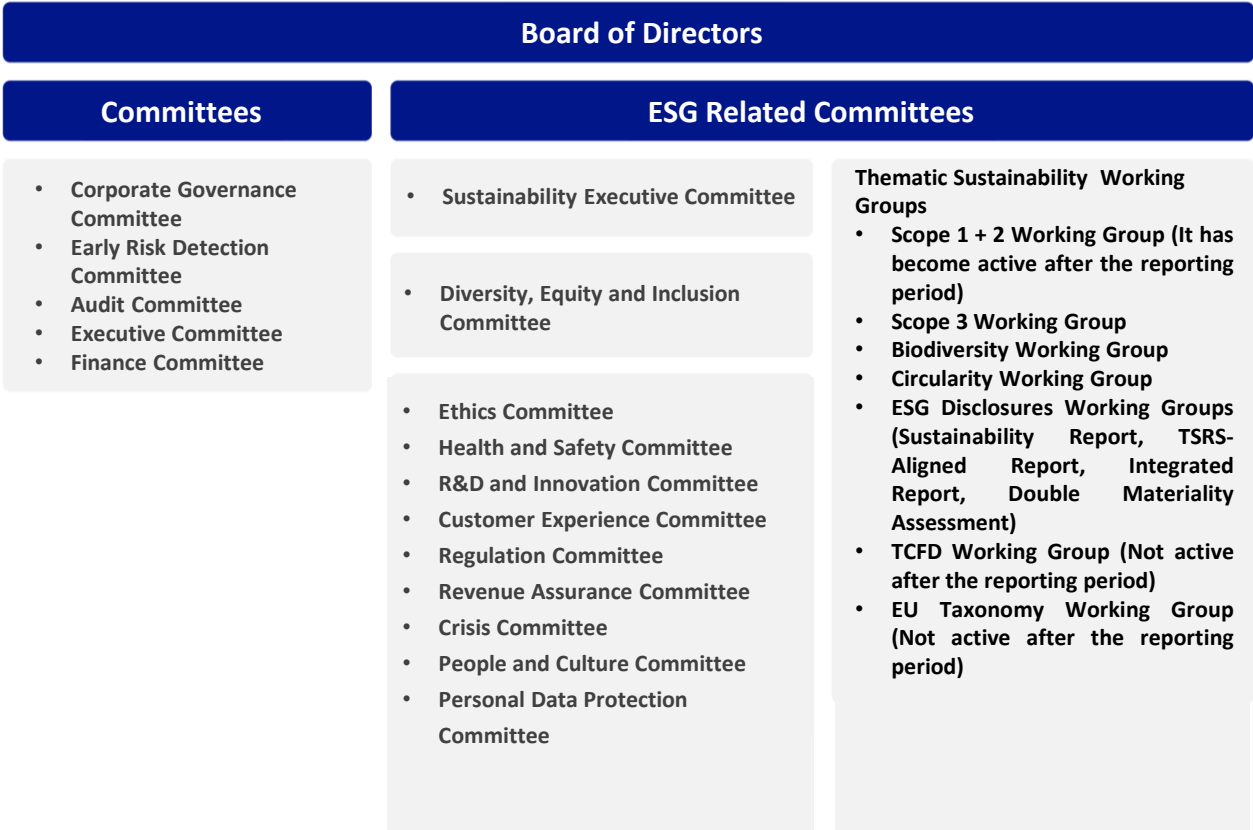 Board of Directors
Committees
ESG Related Committees
• Corporate Governance
Committee
• Early Risk Detection
Committee
• Audit Committee
• Executive Committee
• Finance Committee
• Sustainability Executive Committee
• Diversity, Equity and Inclusion
Committee
• Ethics Committee
• Health and Safety Committee
• R&D and Innovation Committee
• Customer Experience Committee
• Regulation Committee
• Revenue Assurance Committee
• Crisis Committee
• People and Culture Committee
• Personal Data Protection
Committee
Thematic Sustainability Working
Groups
• Scope 1 + 2 Working Group (It has
become active after the reporting
period)
• Scope 3 Working Group
• Biodiversity Working Group
• Circularity Working Group
• ESG Disclosures Working Groups
(Sustainability Report, TSRS-
Aligned Report, Integrated
Report, Double Materiality
Assessment)
• TCFD Working Group (Not active
after the reporting period)
• EU Taxonomy Working Group
(Not active after the reporting
period)